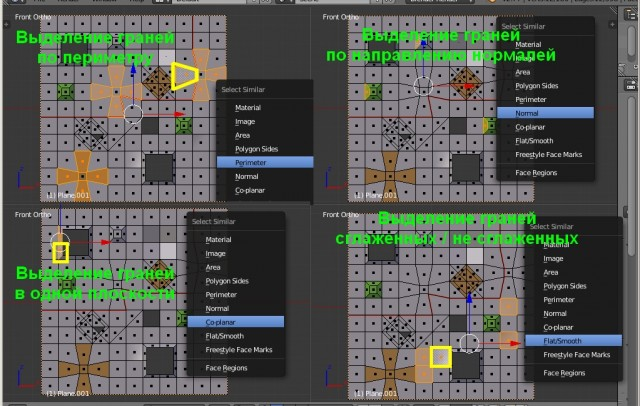 Front Ortho
Выделение граней
по периметру
Select Similar
Material
Image
Area
Polygon Sides
Perimeter
Normal
Co-planar
(1) Plane.001
Front Ortho
Выделение граней
по направлению нормалей
Select Similar
Material
Area
Polygon Sides
Perimeter
Normal
Co-planar
Flat/Smooth
Freestyle Face Marks
Face Regions
(1) Plane.001
Front Ortho
Выделение граней
в одной плоскости
Select Similar
Material
Image
Area
Polygon Sides
Perimeter
Normal
Co-planar
Flat/Smooth
Freestyle Face Marks
Face Regions
(1) Plane.001
Front Ortho
Выделение граней
сглаженных / не сглаженных
Select Similar
Material
Image
Area
Polygon Sides
Perimeter
Normal
Co-planar
Flat/Smooth
Freestyle Face Marks
Face Regions
(1) Plane.001